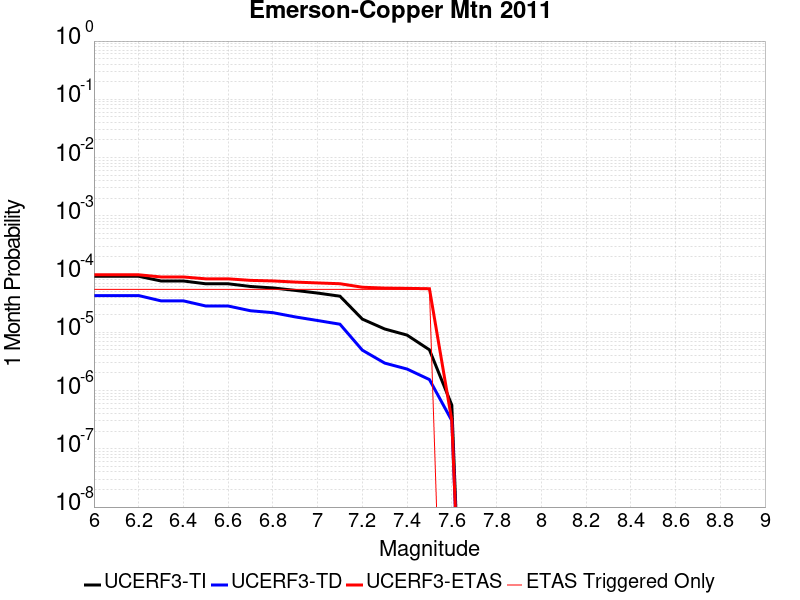 Emerson-Copper Mtn 2011
1 Month Probability
10^0
10^-1
10^-2
10^-3
10^-4
10^-5
10^-6
10^-7
10^-8
6 6.2 6.4 6.6 6.8 7 7.2 7.4 7.6 7.8 8 8.2 8.4 8.6 8.8 9
Magnitude
UCERF3-TI UCERF3-TD UCERF3-ETAS ETAS Triggered Only